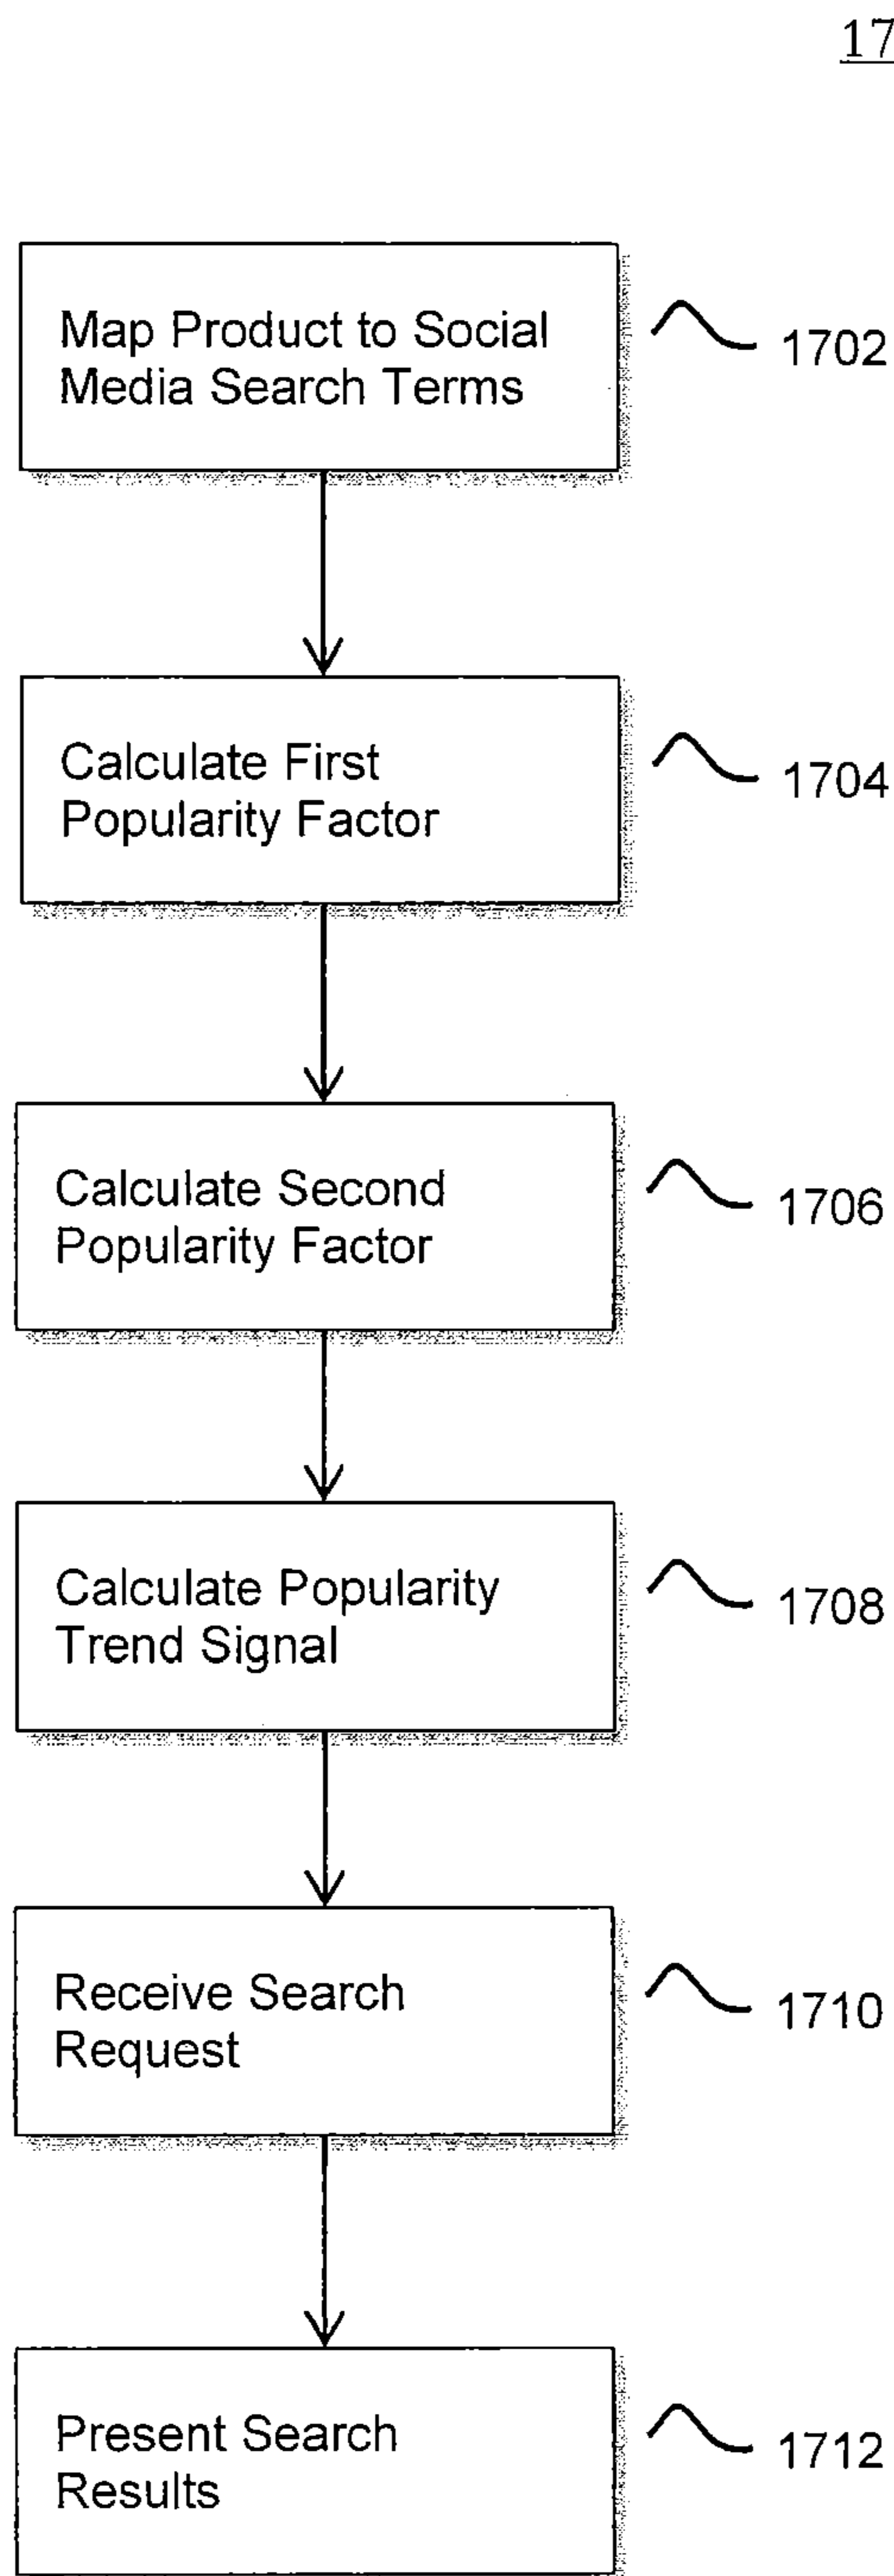 17
Map Product to Social
Media Search Terms
1702
Calculate First
Popularity Factor
1704
Calculate Second
Popularity Factor
1706
Calculate Popularity
Trend Signal
1708
Receive Search
Request
1710
Present Search
Results
1712